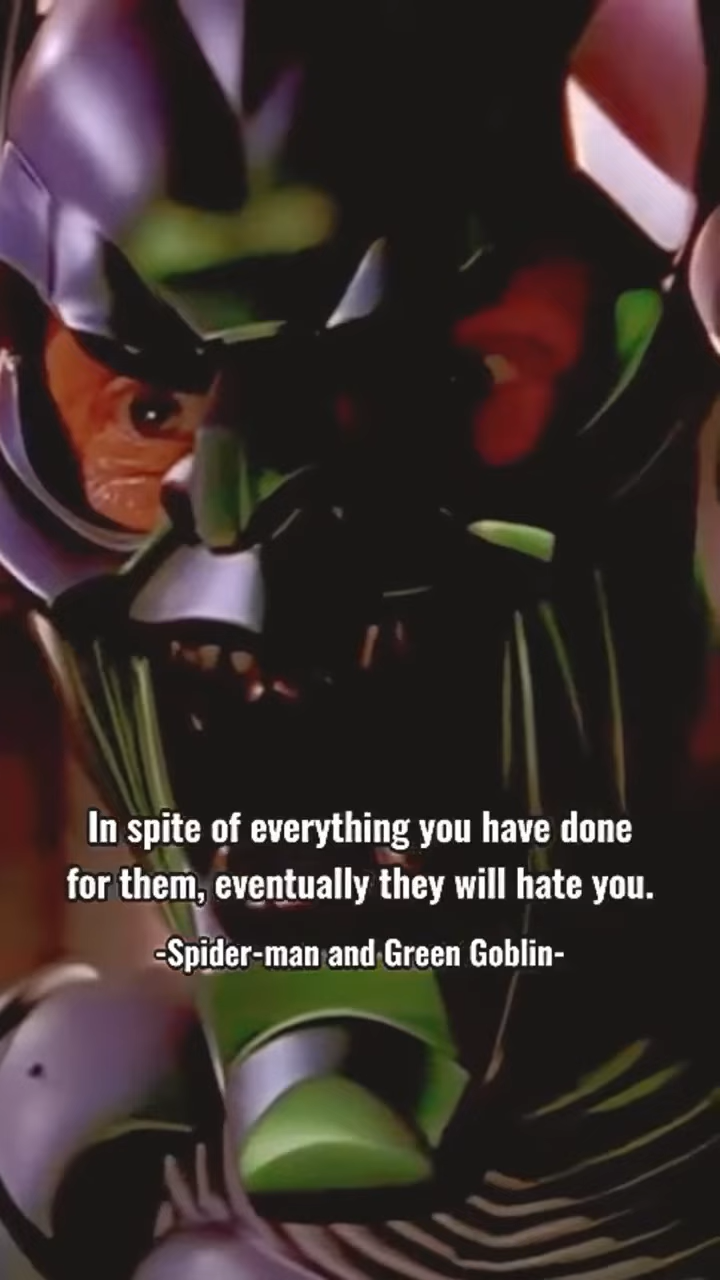 In spite of everything you have done
for them, eventually they will hate you.
-Spider-man and Green Goblin-